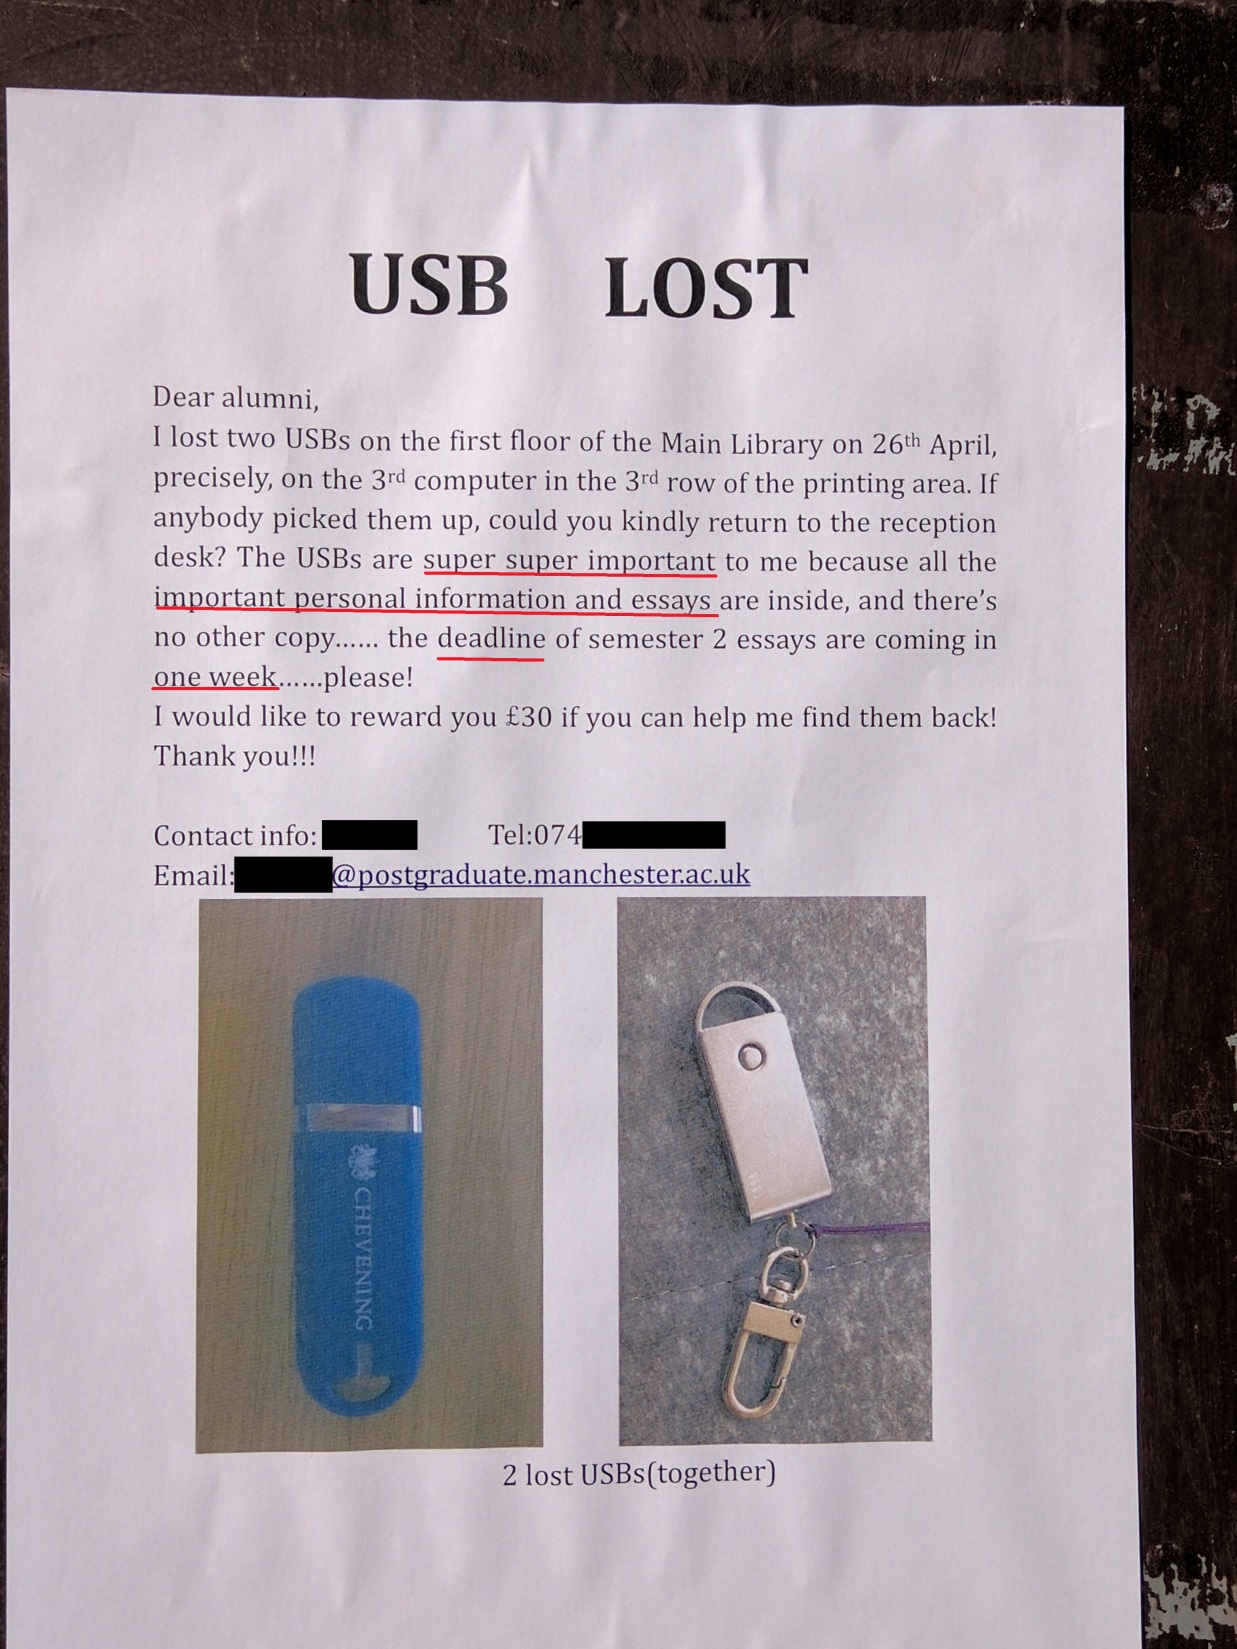 USB LOST
Dear alumni,
I lost two USBs on the first floor of the Main Library on 26th April,
precisely, on the 3rd computer in the 3rd row of the printing area. If
anybody picked them up, could you kindly return to the reception
desk? The USBs are super super important to me because all the
important personal information and essays are inside, and there's
no other copy...... the deadline of semester 2 essays are coming in
one week......please!
I would like to reward you £30 if you can help me find them back!
Thank you!!!
Contact info: Tel:074
Email: @postgraduate.manchester.ac.uk
CHEVENING
2 lost USBs(together)